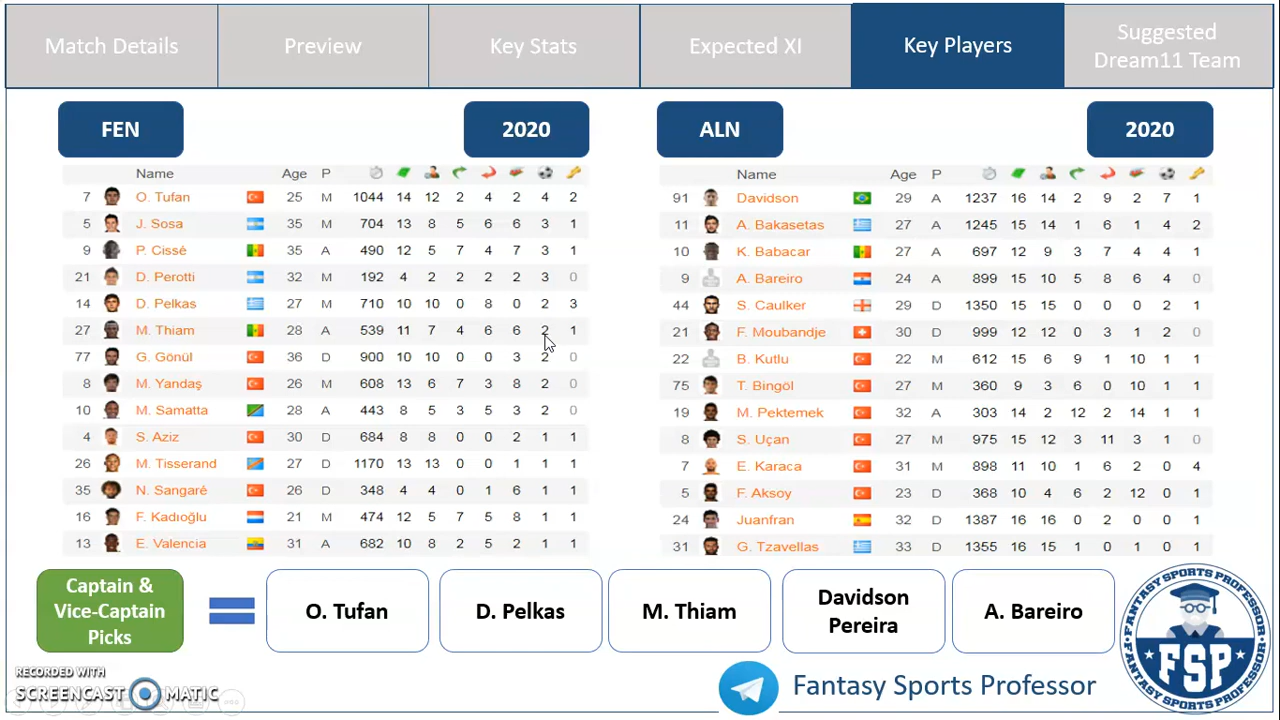 Match Details
Preview
Key Stats
Expected XI
Key Players
Suggested
Dream11 Team
FEN
2020
Name Age P
7 O. Tufan 25 M 1044 14 12 2 4 2 4 2
5 J. Sosa 35 M 704 13 8 5 6 6 3 1
9 P. Cissé 35 A 490 12 5 7 4 7 3 1
21 D. Perotti 32 M 192 4 2 2 2 2 3 0
14 D. Pelkas 27 M 710 10 10 0 8 0 2 3
27 M. Thiam 28 A 539 11 7 4 6 6 2 1
77 G. Gönül 36 D 900 10 10 0 0 3 2 0
8 M. Yandaş 26 M 608 13 6 7 3 8 2 0
10 M. Samatta 28 A 443 8 5 3 5 3 2 0
4 S. Aziz 30 D 684 8 8 0 0 2 1 1
26 M. Tisserand 27 D 1170 13 13 0 0 1 1 1
35 N. Sangaré 26 D 348 4 4 0 1 6 1 1
16 F. Kadıoğlu 21 M 474 12 5 7 5 8 1 1
13 E. Valencia 31 A 682 10 8 2 5 2 1 1
ALN
2020
Name Age P
91 Davidson 29 A 1237 16 14 2 9 2 7 1
11 A. Bakasetas 27 A 1245 15 14 1 6 1 4 2
10 K. Babacar 27 A 697 12 9 3 7 4 4 1
9 A. Bareiro 24 A 899 15 10 5 8 6 4 0
44 S. Caulker 29 D 1350 15 15 0 0 0 2 1
21 F. Moubandje 30 D 999 12 12 0 3 1 2 0
22 B. Kutlu 22 M 612 15 6 9 1 10 1 1
75 T. Bingöl 27 M 360 9 3 6 0 10 1 1
19 M. Pektemek 32 A 303 14 2 12 2 14 1 1
8 S. Uçan 27 M 975 15 12 3 11 3 1 0
7 E. Karaca 31 M 898 11 10 1 6 2 0 4
5 F. Aksoy 23 D 368 10 4 6 2 12 0 1
24 Juanfran 32 D 1387 16 16 0 2 0 0 1
31 G. Tzavellas 33 D 1355 16 15 1 0 1 0 1
Captain &
Vice-Captain
Picks
O. Tufan
D. Pelkas
M. Thiam
Davidson
Pereira
A. Bareiro
RECORDED WITH
SCREENCAST MATIC
Fantasy Sports Professor
FANTASY SPORTS PROFESSOR
FSP
FANTASY SPORTS PROFESSOR